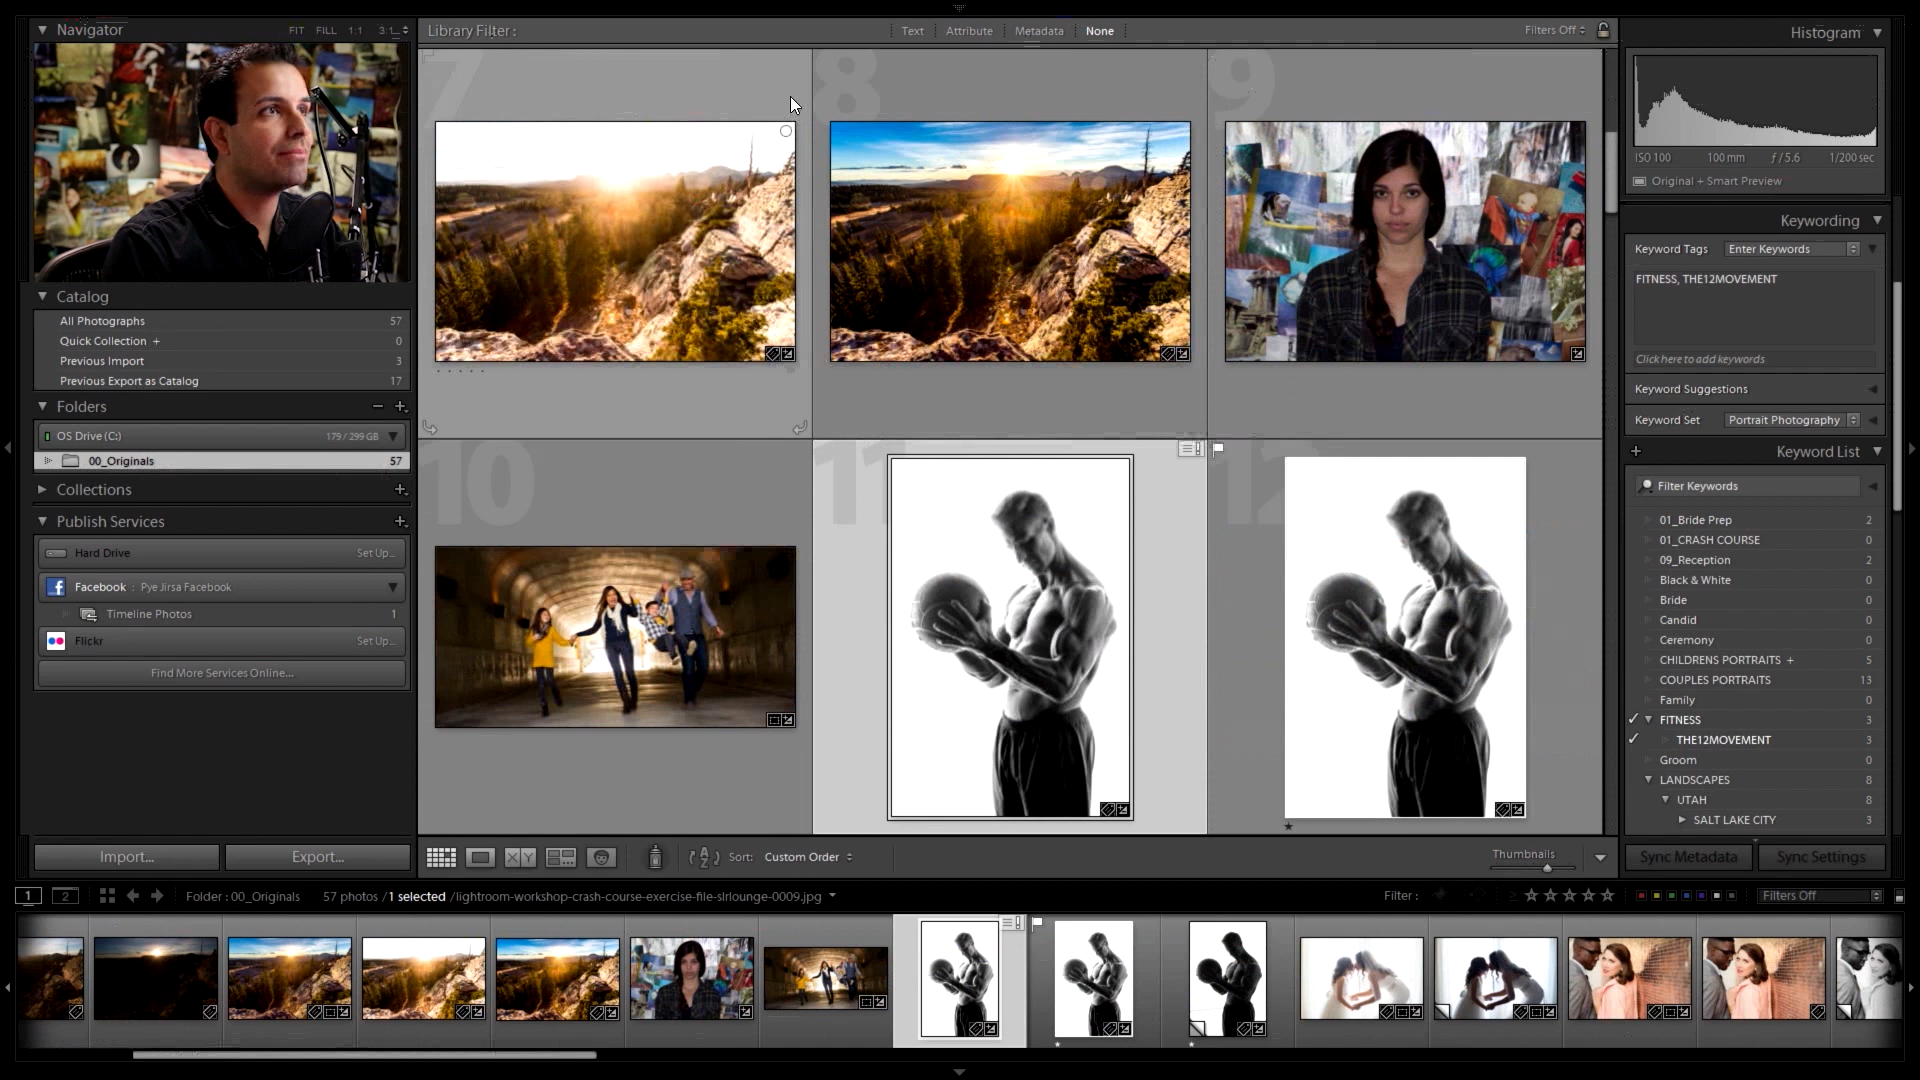 Navigator FIT FILL 1:1 3:1
Catalog
All Photographs 57
Quick Collection + 0
Previous Import 3
Previous Export as Catalog 17
Folders − +
OS Drive (C:) 179 / 299 GB
00_Originals 57
Collections +
Publish Services +
Hard Drive Set Up...
Facebook : Pye Jirsa Facebook
Timeline Photos 1
Flickr Set Up...
Find More Services Online...
Import... Export...
Library Filter : Text Attribute Metadata None Filters Off
7 8 9
10 11 12
XY Sort: Custom Order Thumbnails
Histogram
ISO 100 100 mm ƒ / 5.6 1/200 sec
Original + Smart Preview
Keywording
Keyword Tags Enter Keywords
FITNESS, THE12MOVEMENT
Click here to add keywords
Keyword Suggestions
Keyword Set Portrait Photography
+ Keyword List
Filter Keywords
01_Bride Prep 2
01_CRASH COURSE 0
09_Reception 2
Black & White 0
Bride 0
Candid 0
Ceremony 0
CHILDRENS PORTRAITS + 5
COUPLES PORTRAITS 13
Family 0
FITNESS 3
THE12MOVEMENT 3
Groom 0
LANDSCAPES 8
UTAH 8
SALT LAKE CITY 3
Sync Metadata Sync Settings
1 2 Folder : 00_Originals 57 photos / 1 selected / lightroom-workshop-crash-course-exercise-file-slrlounge-0009.jpg Filter : Filters Off